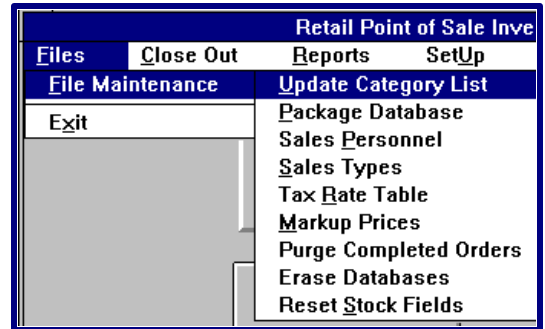 Retail Point of Sale Inve
Files Close Out Reports SetUp
File Maintenance
Exit
Update Category List
Package Database
Sales Personnel
Sales Types
Tax Rate Table
Markup Prices
Purge Completed Orders
Erase Databases
Reset Stock Fields